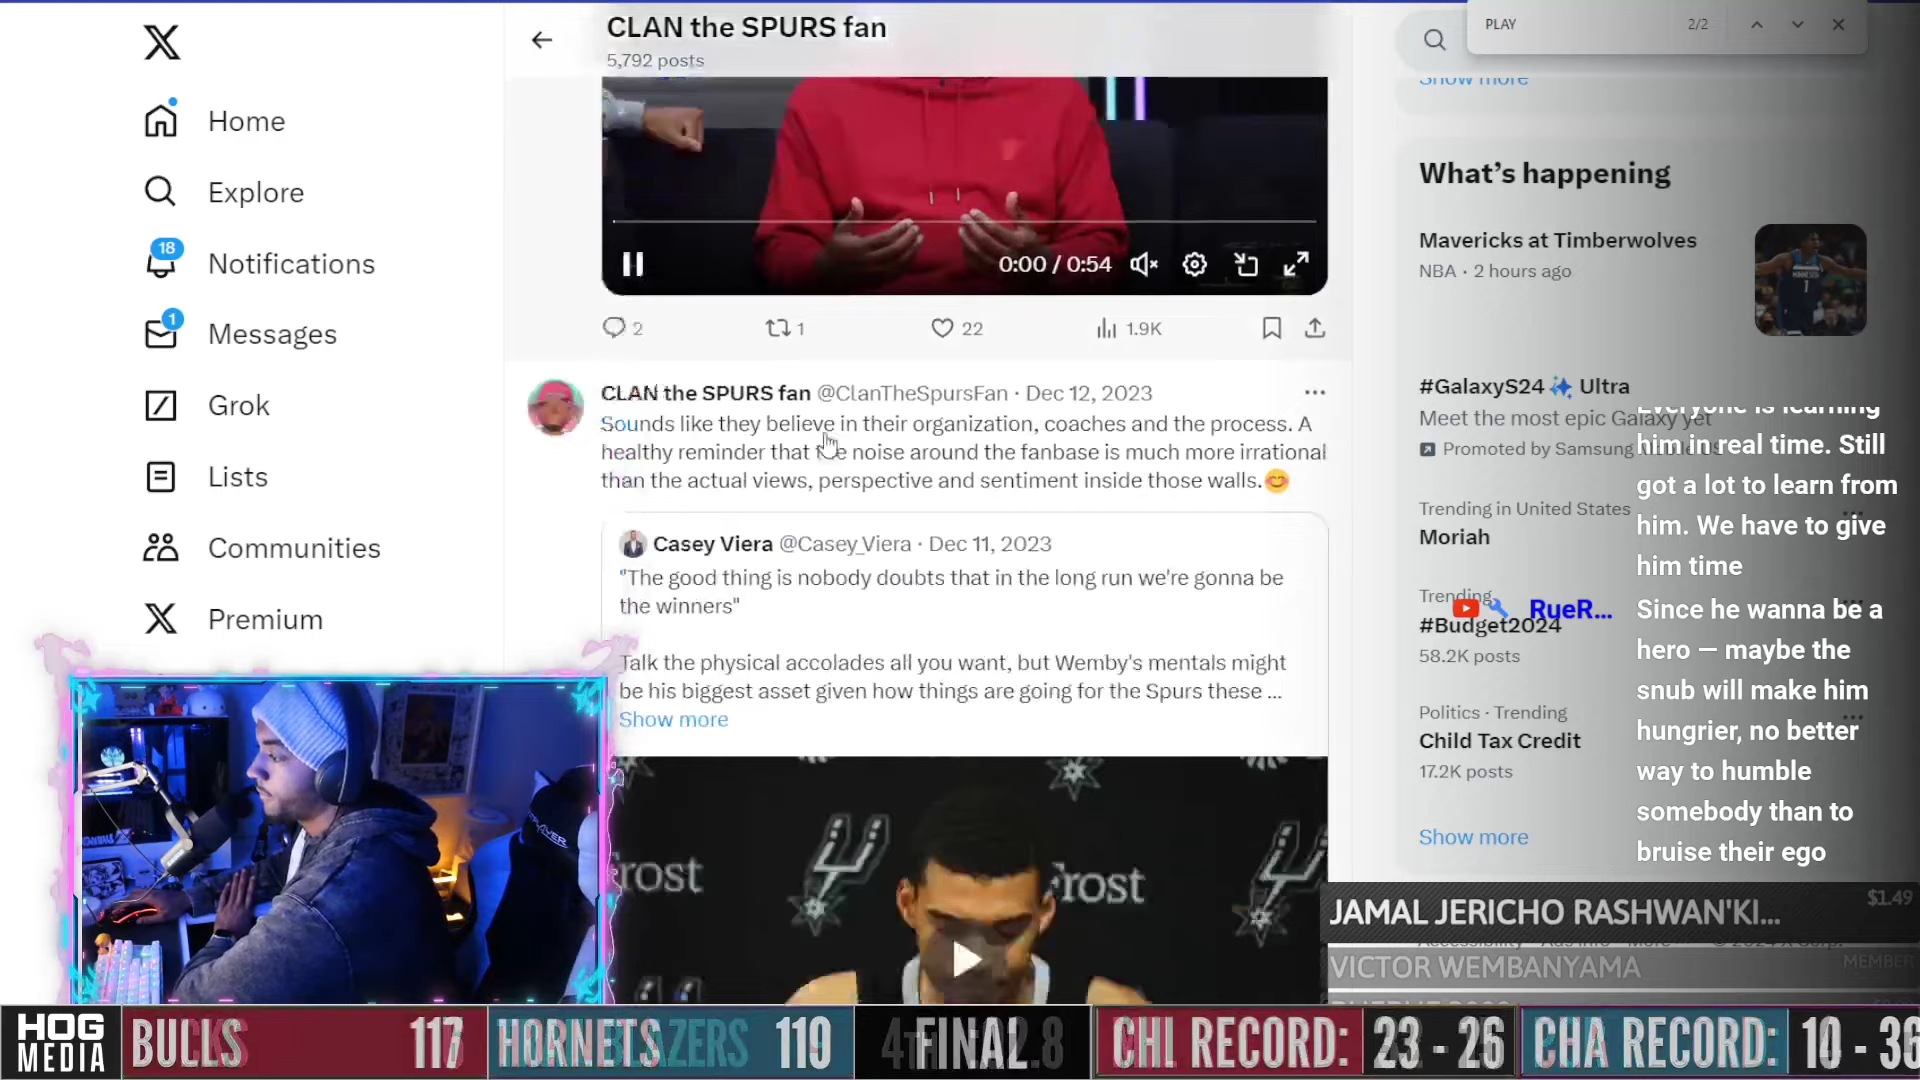 CLAN the SPURS fan
5,792 posts
PLAY
2/2
Show more
Home
Explore
18
Notifications
1
Messages
Grok
Lists
Communities
Premium
0:00 / 0:54
2
1
22
1.9K
CLAN the SPURS fan @ClanTheSpursFan · Dec 12, 2023
Sounds like they believe in their organization, coaches and the process. A
healthy reminder that the noise around the fanbase is much more irrational
than the actual views, perspective and sentiment inside those walls.😊
Casey Viera @Casey_Viera · Dec 11, 2023
"The good thing is nobody doubts that in the long run we're gonna be
the winners"
Talk the physical accolades all you want, but Wemby's mentals might
be his biggest asset given how things are going for the Spurs these ...
Show more
Frost
Frost
What's happening
Mavericks at Timberwolves
NBA · 2 hours ago
#GalaxyS24 ✨ Ultra
Meet the most epic Galaxy yet
Promoted by Samsung
Trending in United States
Moriah
Trending
#Budget2024
58.2K posts
Politics · Trending
Child Tax Credit
17.2K posts
Show more
Everyone is learning
him in real time. Still
got a lot to learn from
him. We have to give
him time
RueR...
Since he wanna be a
hero — maybe the
snub will make him
hungrier, no better
way to humble
somebody than to
bruise their ego
JAMAL JERICHO RASHWAN'KI...
$1.49
VICTOR WEMBANYAMA
MEMBER
HOG
MEDIA
BULLS
117
HORNETS
110
FINAL
CHI RECORD:
23 - 26
CHA RECORD:
10 - 36